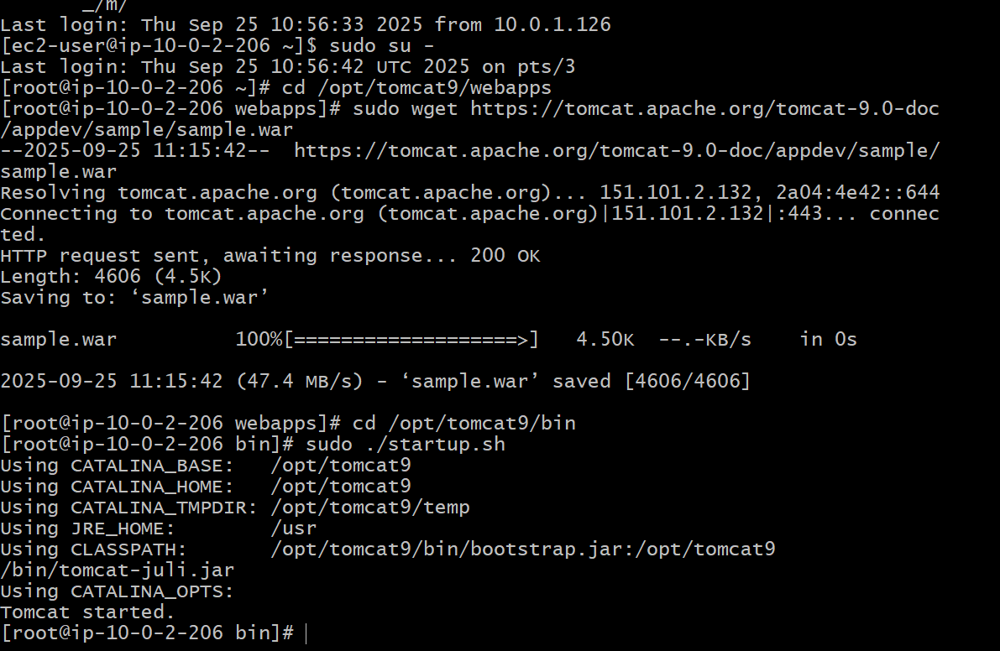 _/m/
Last login: Thu Sep 25 10:56:33 2025 from 10.0.1.126
[ec2-user@ip-10-0-2-206 ~]$ sudo su -
Last login: Thu Sep 25 10:56:42 UTC 2025 on pts/3
[root@ip-10-0-2-206 ~]# cd /opt/tomcat9/webapps
[root@ip-10-0-2-206 webapps]# sudo wget https://tomcat.apache.org/tomcat-9.0-doc
/appdev/sample/sample.war
--2025-09-25 11:15:42--  https://tomcat.apache.org/tomcat-9.0-doc/appdev/sample/
sample.war
Resolving tomcat.apache.org (tomcat.apache.org)... 151.101.2.132, 2a04:4e42::644
Connecting to tomcat.apache.org (tomcat.apache.org)|151.101.2.132|:443... connec
ted.
HTTP request sent, awaiting response... 200 OK
Length: 4606 (4.5K)
Saving to: ‘sample.war’
sample.war          100%[===================>]   4.50K  --.-KB/s    in 0s
2025-09-25 11:15:42 (47.4 MB/s) - ‘sample.war’ saved [4606/4606]
[root@ip-10-0-2-206 webapps]# cd /opt/tomcat9/bin
[root@ip-10-0-2-206 bin]# sudo ./startup.sh
Using CATALINA_BASE:   /opt/tomcat9
Using CATALINA_HOME:   /opt/tomcat9
Using CATALINA_TMPDIR: /opt/tomcat9/temp
Using JRE_HOME:        /usr
Using CLASSPATH:       /opt/tomcat9/bin/bootstrap.jar:/opt/tomcat9
/bin/tomcat-juli.jar
Using CATALINA_OPTS:
Tomcat started.
[root@ip-10-0-2-206 bin]#